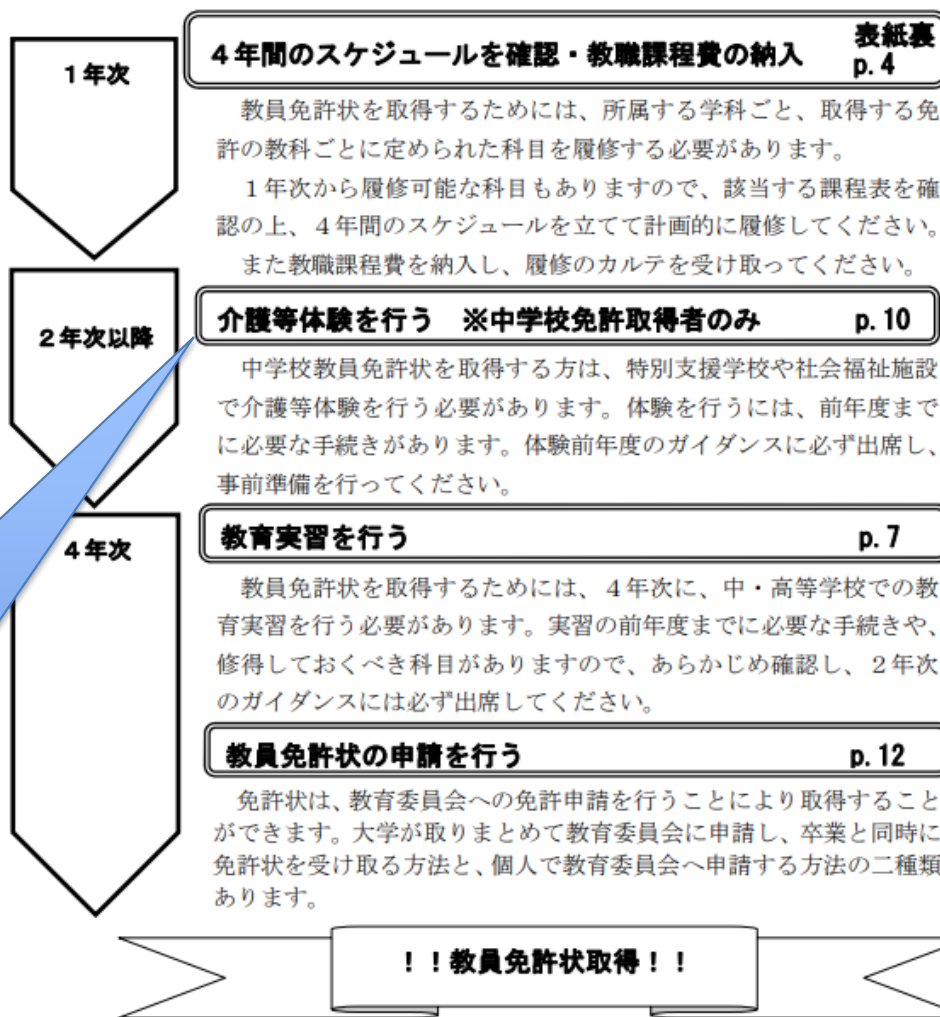 1年次
4年間のスケジュールを確認・教職課程費の納入 表紙裏
p.4
教員免許状を取得するためには、所属する学科ごと、取得する免
許の教科ごとに定められた科目を履修する必要があります。
1年次から履修可能な科目もありますので、該当する課程表を確
認の上、4年間のスケジュールを立てて計画的に履修してください。
また教職課程費を納入し、履修のカルテを受け取ってください。
2年次以降
介護等体験を行う ※中学校免許取得者のみ p.10
中学校教員免許状を取得する方は、特別支援学校や社会福祉施設
で介護等体験を行う必要があります。体験を行うには、前年度まで
に必要な手続きがあります。体験前年度のガイダンスに必ず出席し、
事前準備を行ってください。
4年次
教育実習を行う p.7
教員免許状を取得するためには、4年次に、中・高等学校での教
育実習を行う必要があります。実習の前年度までに必要な手続きや、
修得しておくべき科目がありますので、あらかじめ確認し、2年次
のガイダンスには必ず出席してください。
教員免許状の申請を行う p.12
免許状は、教育委員会への免許申請を行うことにより取得すること
ができます。大学が取りまとめて教育委員会に申請し、卒業と同時に
免許状を受け取る方法と、個人で教育委員会へ申請する方法の二種類
あります。
!!教員免許状取得!!